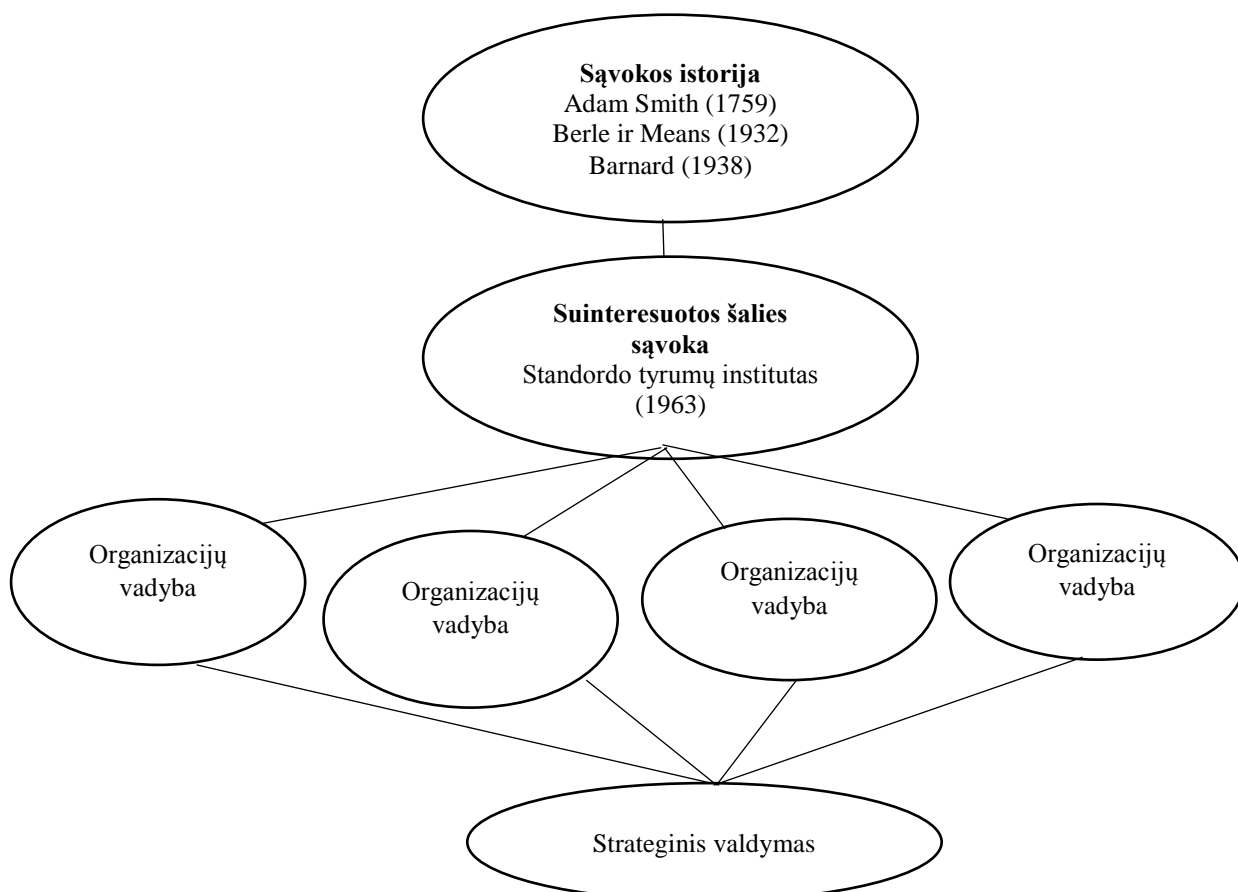 Sąvokos istorija
Adam Smith (1759)
Berle ir Means (1932)
Barnard (1938)
Suinteresuotos šalies
sąvoka
Standordo tyrumų institutas
(1963)
Organizacijų
vadyba
Organizacijų
vadyba
Organizacijų
vadyba
Organizacijų
vadyba
Strateginis valdymas